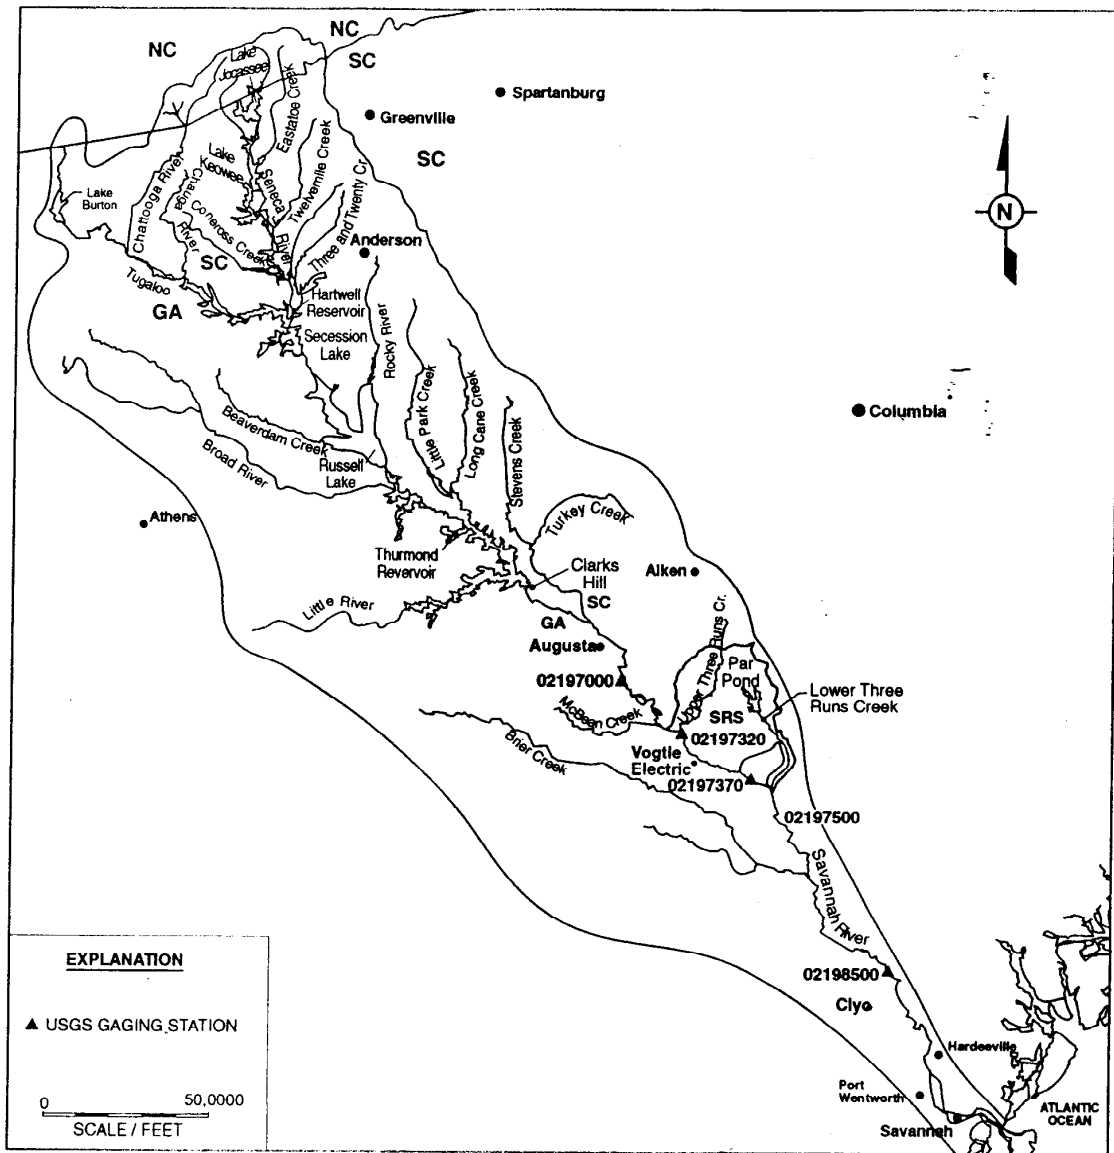 NC
NC
SC
Lake
Jocassee
Eastatoe Creek
Spartanburg
Greenville
SC
Lake
Keowee
Seneca
River
Twelvemile Creek
Three and Twenty Cr.
Lake
Burton
Chattooga River
Chauga
River
Coneross Creek
SC
Anderson
Tugaloo
GA
Hartwell
Reservoir
Secession
Lake
Rocky River
Little Park Creek
Long Cane Creek
Stevens Creek
N
Columbia
Beaverdam Creek
Broad River
Russell
Lake
Athens
Turkey Creek
Thurmond
Reservoir
Clarks
Hill
Aiken
SC
GA
Little River
Augusta
Upper Three Runs Cr.
Par
Pond
02197000
Lower Three
Runs Creek
McBean Creek
SRS
02197320
Brier Creek
Vogtle
Electric
02197370
02197500
Savannah River
02198500
Clyo
Hardeeville
Port
Wentworth
Savannah
ATLANTIC
OCEAN
EXPLANATION
▲ USGS GAGING STATION
0 50,0000
SCALE / FEET